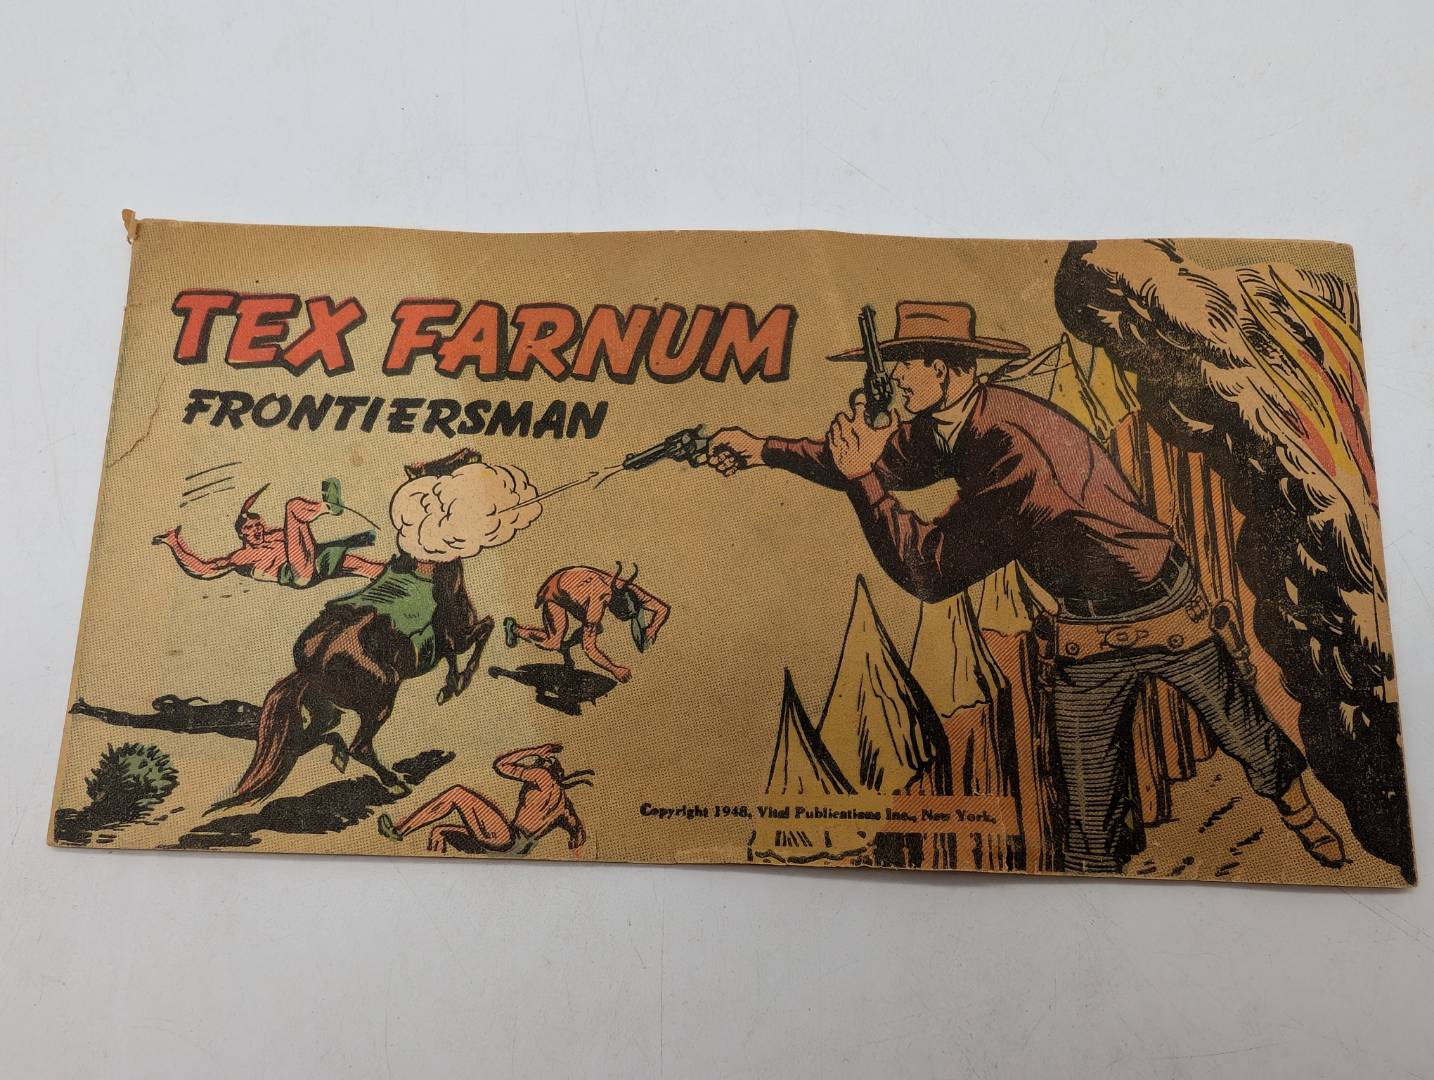 TEX FARNUM
FRONTIERSMAN
Copyright 1948, Vital Publications Inc., New York.